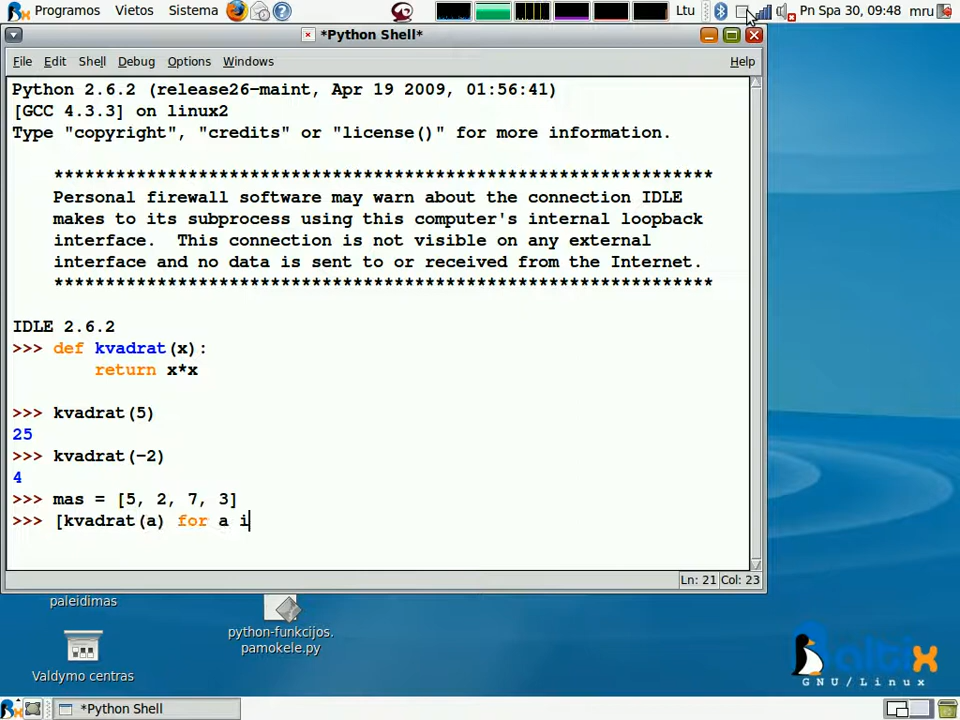 Programos Vietos Sistema
Ltu
Pn Spa 30, 09:48 mru
*Python Shell*
File Edit Shell Debug Options Windows Help
Python 2.6.2 (release26-maint, Apr 19 2009, 01:56:41)
[GCC 4.3.3] on linux2
Type "copyright", "credits" or "license()" for more information.
****************************************************************
Personal firewall software may warn about the connection IDLE
makes to its subprocess using this computer's internal loopback
interface.  This connection is not visible on any external
interface and no data is sent to or received from the Internet.
****************************************************************
IDLE 2.6.2
>>> def kvadrat(x):
        return x*x
>>> kvadrat(5)
25
>>> kvadrat(-2)
4
>>> mas = [5, 2, 7, 3]
>>> [kvadrat(a) for a i
Ln: 21 Col: 23
paleidimas
python-funkcijos.
pamokele.py
Valdymo centras
Baltix
GNU/Linux
*Python Shell